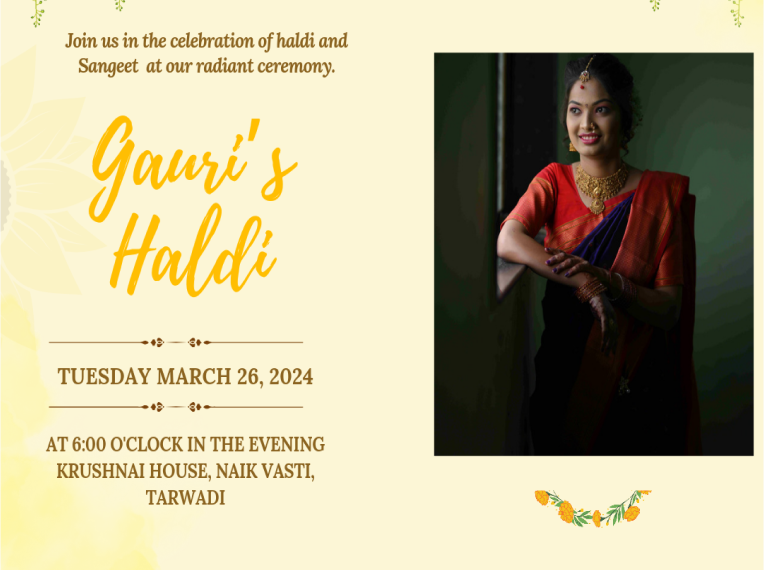 Join us in the celebration of haldi and
Sangeet at our radiant ceremony.
Gauri's
Haldi
TUESDAY MARCH 26, 2024
AT 6:00 O'CLOCK IN THE EVENING
KRUSHNAI HOUSE, NAIK VASTI,
TARWADI